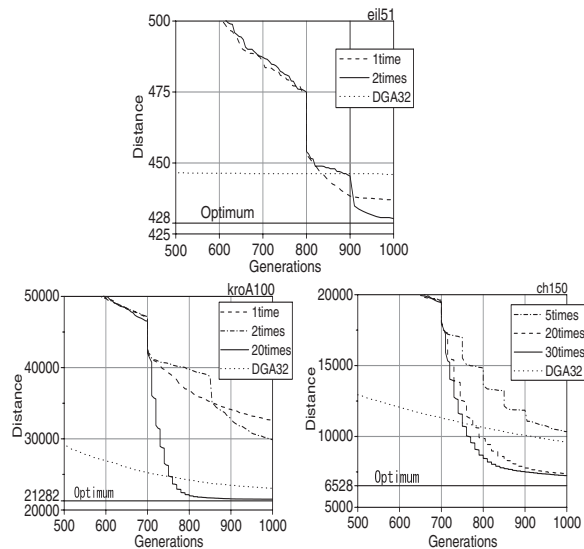 eil51
500
475
450
428
425
Distance
1time
2times
DGA32
Optimum
500 600 700 800 900 1000
Generations
kroA100
50000
40000
30000
21282
20000
Distance
1time
2times
20times
DGA32
Optimum
500 600 700 800 900 1000
Generations
ch150
20000
15000
10000
6528
5000
Distance
5times
20times
30times
DGA32
Optimum
500 600 700 800 900 1000
Generations